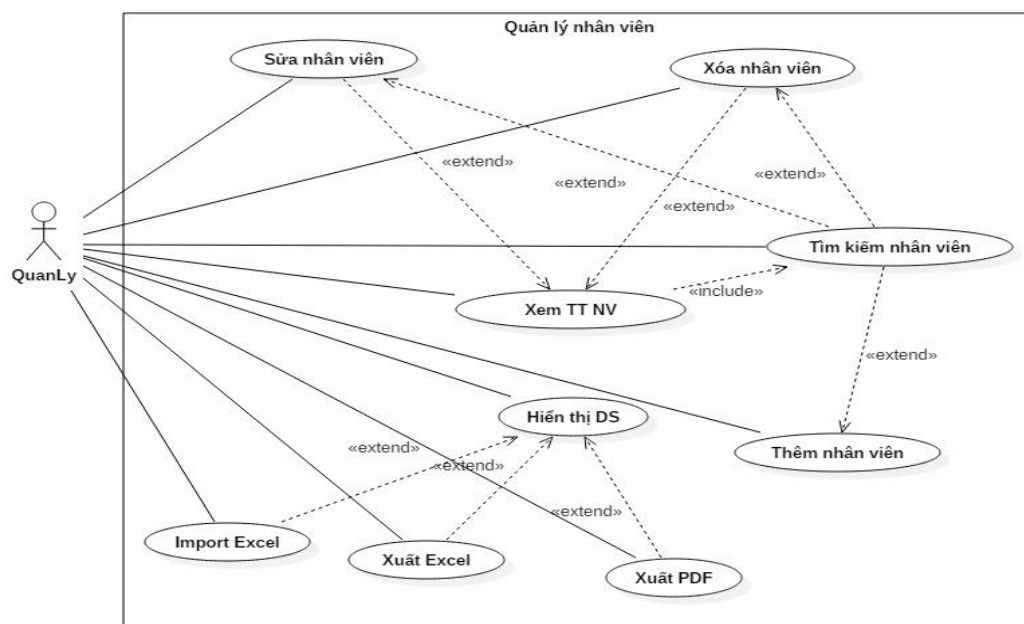 Quản lý nhân viên
Sửa nhân viên
Xóa nhân viên
«extend»
«extend»
«extend»
«extend»
Tìm kiếm nhân viên
QuanLy
«include»
Xem TT NV
«extend»
Hiển thị DS
«extend»
Thêm nhân viên
«extend»
«extend»
Import Excel
Xuất Excel
Xuất PDF